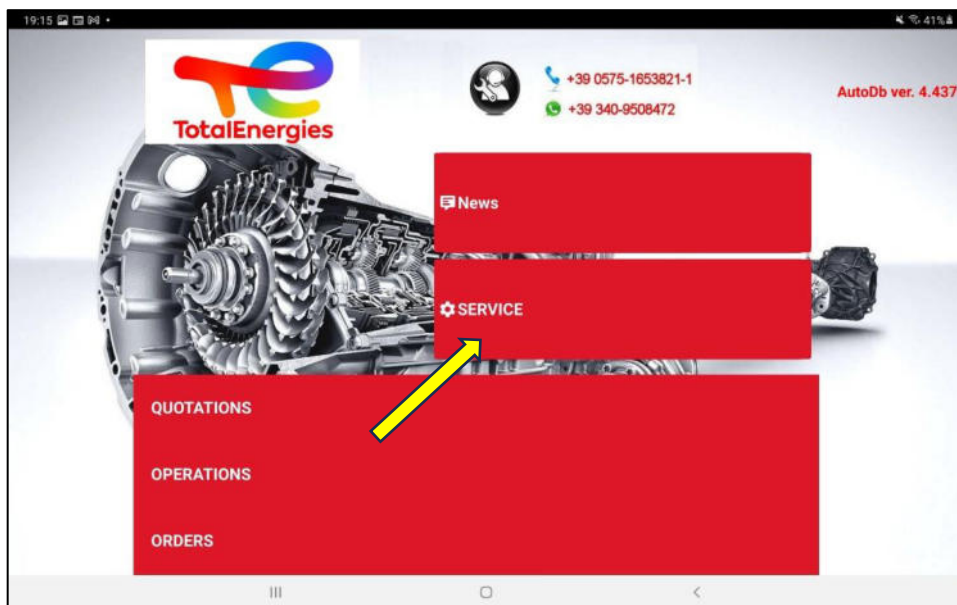 19:15
41%
TotalEnergies
+39 0575-1653821-1
+39 340-9508472
AutoDb ver. 4.437
News
SERVICE
QUOTATIONS
OPERATIONS
ORDERS